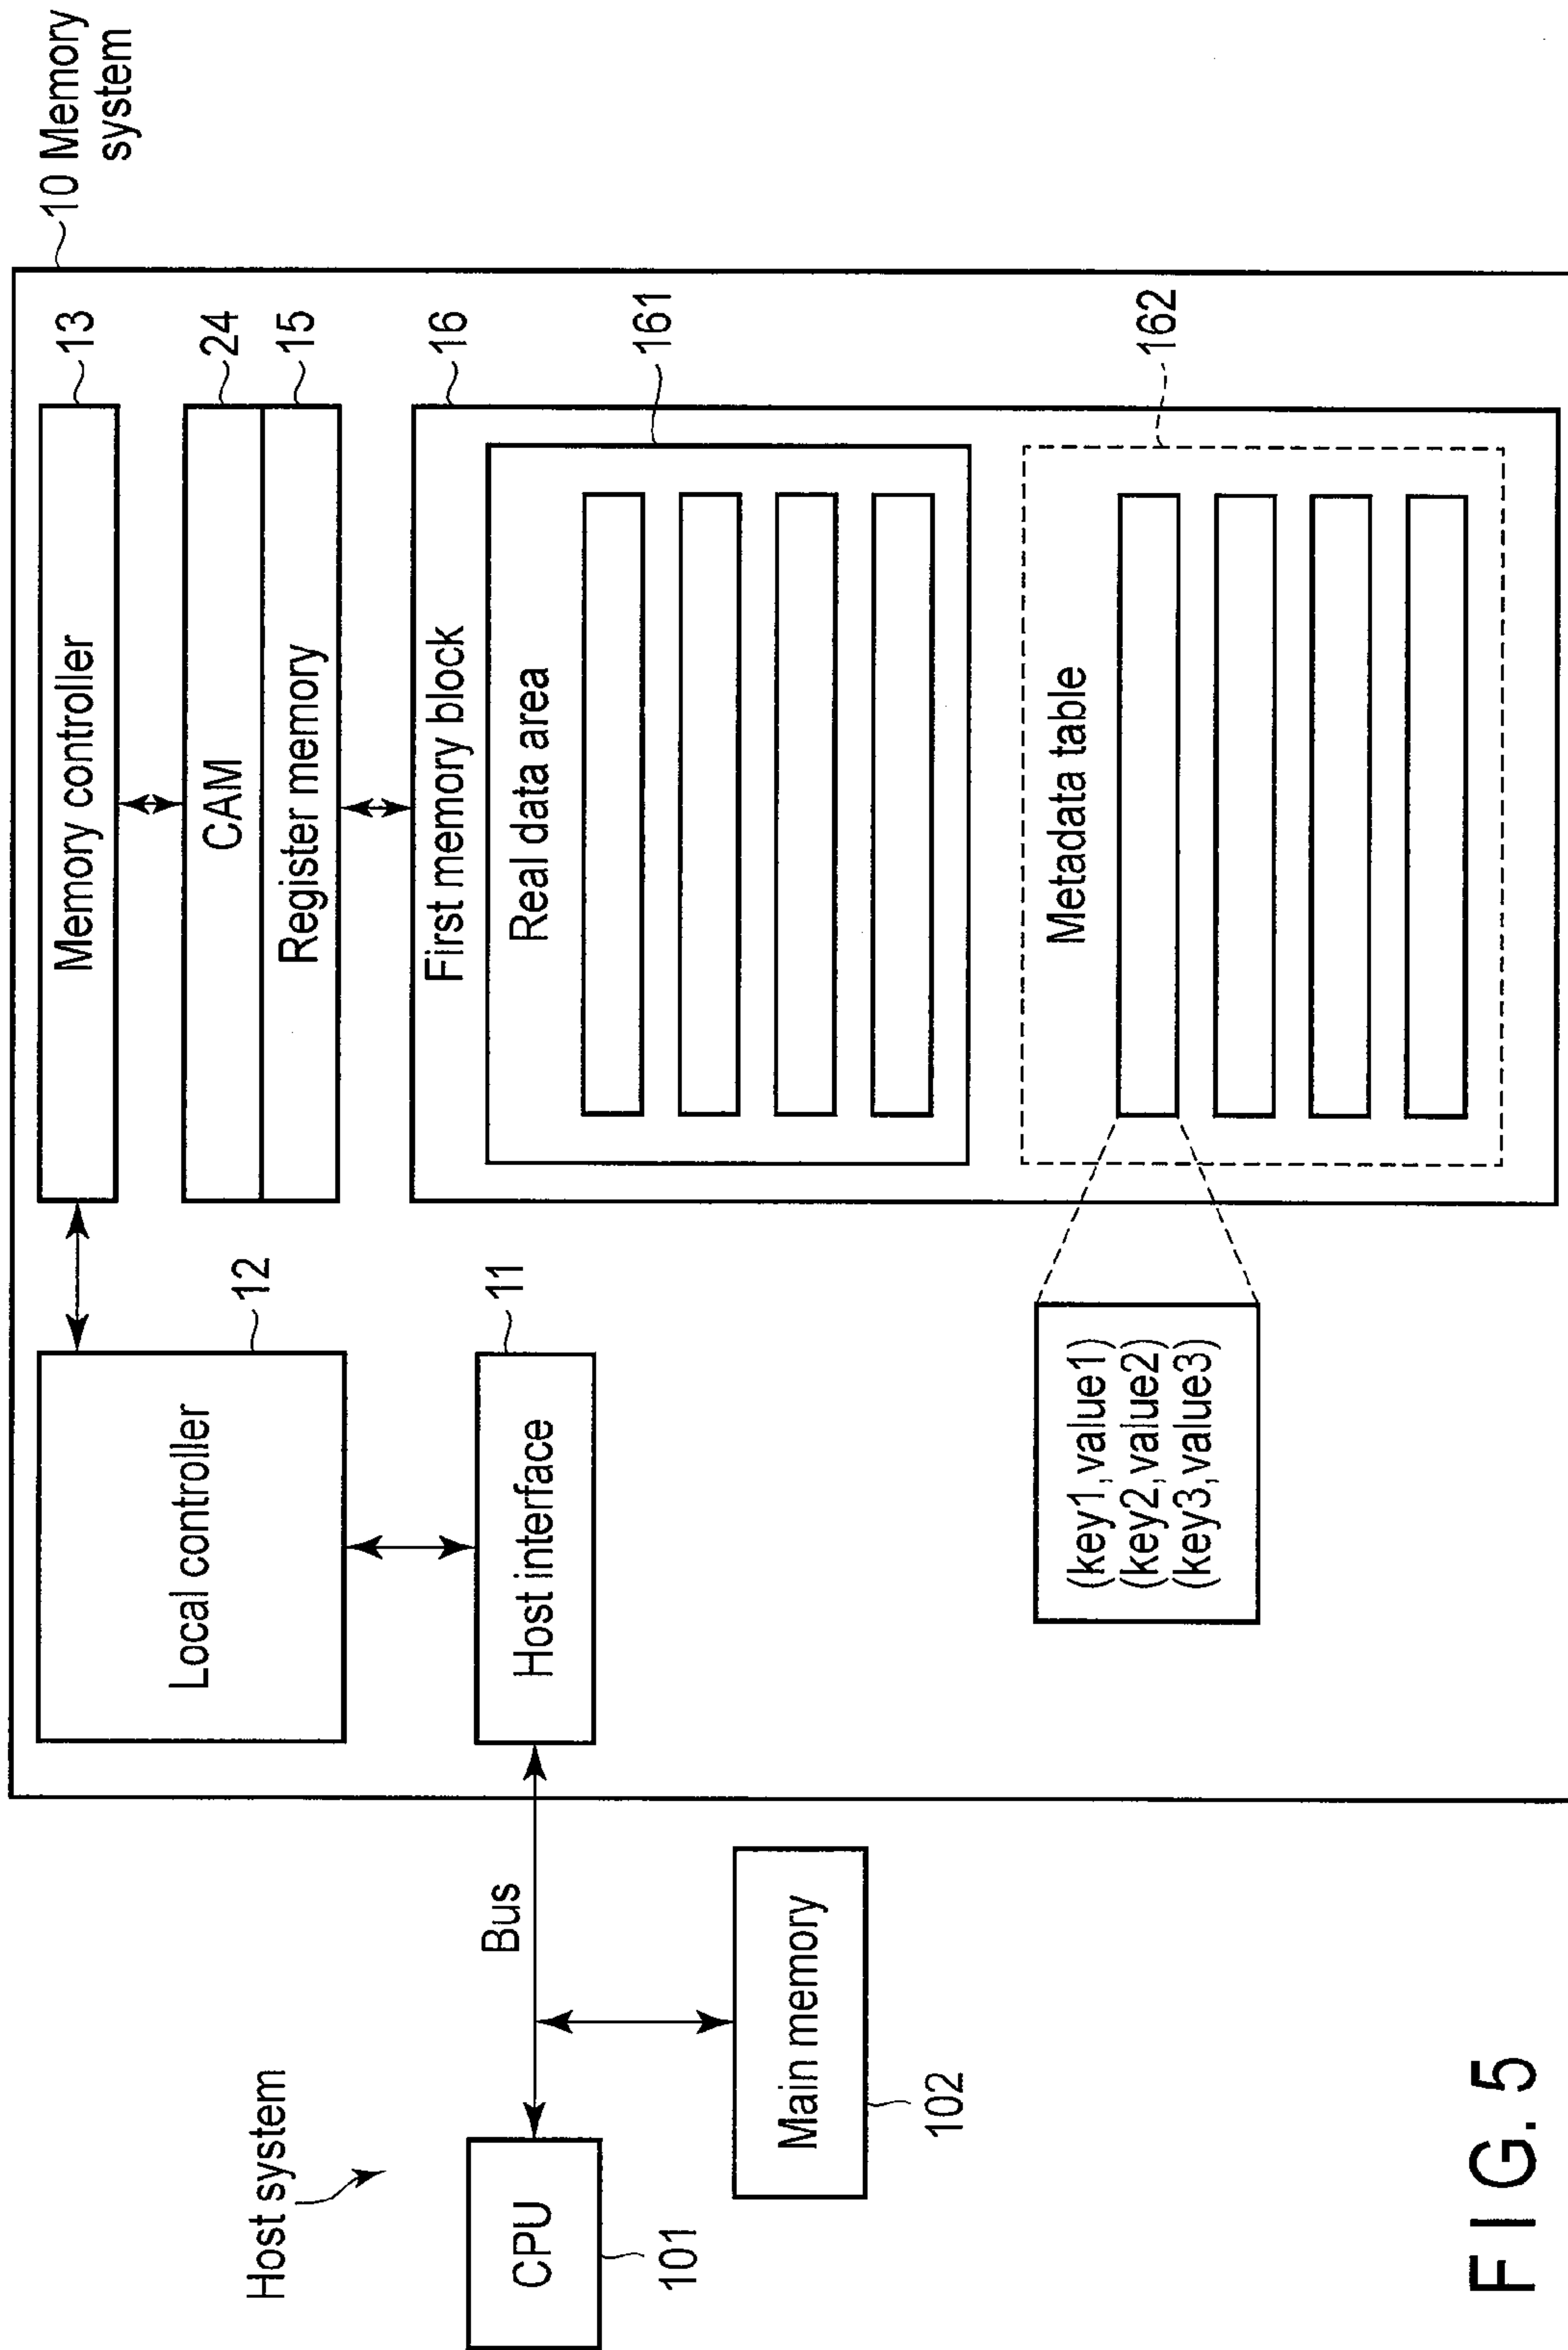 10 Memory
system
Host system
CPU
101
Bus
Main memory
102
Local controller
12
Host interface
11
Memory controller
13
CAM
24
Register memory
15
First memory block
16
Real data area
161
Metadata table
162
(key1,value1)
(key2,value2)
(key3,value3)
F I G. 5